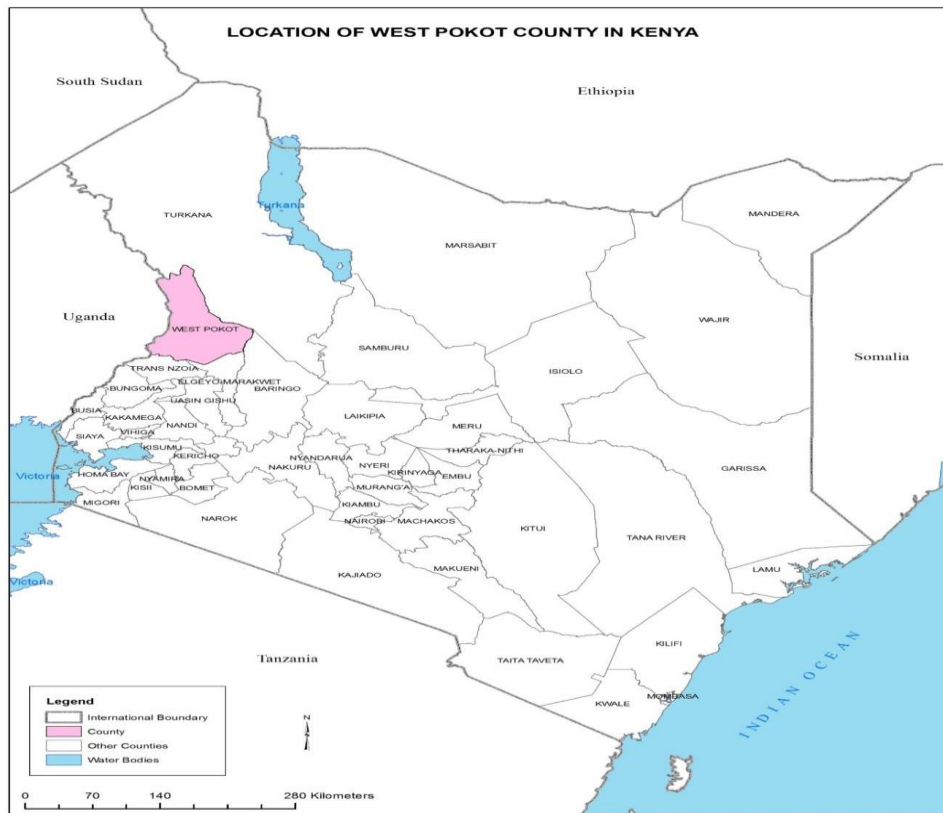 LOCATION OF WEST POKOT COUNTY IN KENYA
South Sudan
Ethiopia
Turkana
TURKANA
MANDERA
MARSABIT
Uganda
WEST POKOT
WAJIR
SAMBURU
Somalia
ISIOLO
TRANS NZOIA
ELGEYO MARAKWET
BUNGOMA
BARINGO
UASIN GISHU
BUSIA
KAKAMEGA
LAIKIPIA
NANDI
MERU
SIAYA
VIHIGA
KISUMU
THARAKA-NITHI
KERICHO
NYANDARUA
NYERI
NAKURU
GARISSA
Victoria
HOMA BAY
NYAMIRA
KIRINYAGA
EMBU
KISII
BOMET
MURANG'A
MIGORI
KIAMBU
NAROK
NAIROBI
MACHAKOS
KITUI
TANA RIVER
MAKUENI
LAMU
KAJIADO
Victoria
KILIFI
Tanzania
TAITA TAVETA
INDIAN OCEAN
MOMBASA
KWALE
Legend
International Boundary
County
Other Counties
Water Bodies
N
0 70 140 280 Kilometers